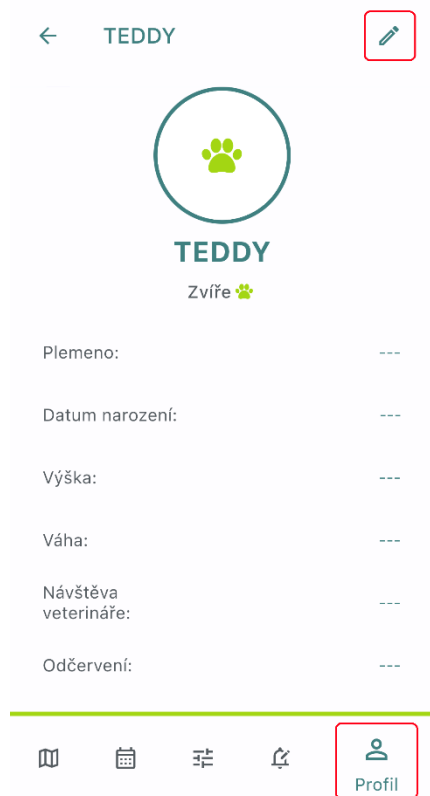 TEDDY
TEDDY
Zvíře
Plemeno: ---
Datum narození: ---
Výška: ---
Váha: ---
Návštěva
veterináře: ---
Odčervení: ---
Profil